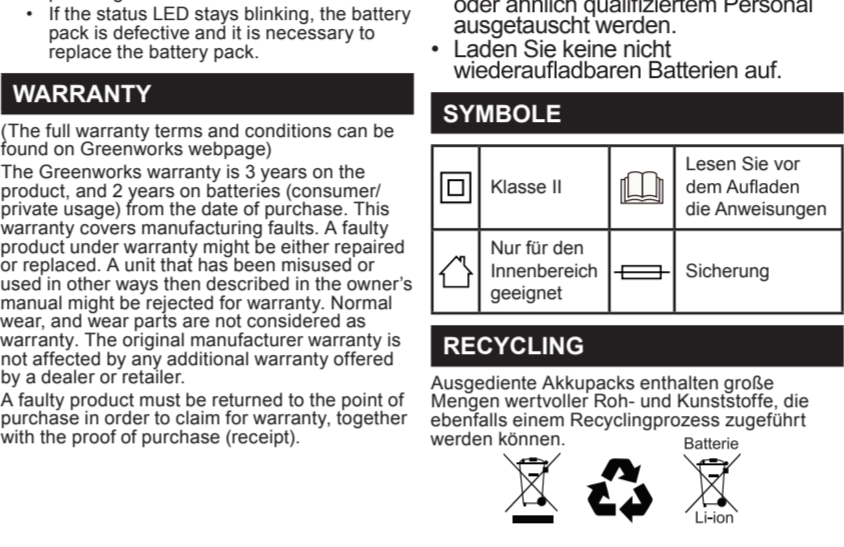 • If the status LED stays blinking, the battery
pack is defective and it is necessary to
replace the battery pack.
WARRANTY
(The full warranty terms and conditions can be
found on Greenworks webpage)
The Greenworks warranty is 3 years on the
product, and 2 years on batteries (consumer/
private usage) from the date of purchase. This
warranty covers manufacturing faults. A faulty
product under warranty might be either repaired
or replaced. A unit that has been misused or
used in other ways then described in the owner's
manual might be rejected for warranty. Normal
wear, and wear parts are not considered as
warranty. The original manufacturer warranty is
not affected by any additional warranty offered
by a dealer or retailer.
A faulty product must be returned to the point of
purchase in order to claim for warranty, together
with the proof of purchase (receipt).
oder ähnlich qualifiziertem Personal
ausgetauscht werden.
• Laden Sie keine nicht
wiederaufladbaren Batterien auf.
SYMBOLE
Klasse II
Lesen Sie vor
dem Aufladen
die Anweisungen
Nur für den
Innenbereich
geeignet
Sicherung
RECYCLING
Ausgediente Akkupacks enthalten große
Mengen wertvoller Roh- und Kunststoffe, die
ebenfalls einem Recyclingprozess zugeführt
werden können.
Batterie
Li-ion